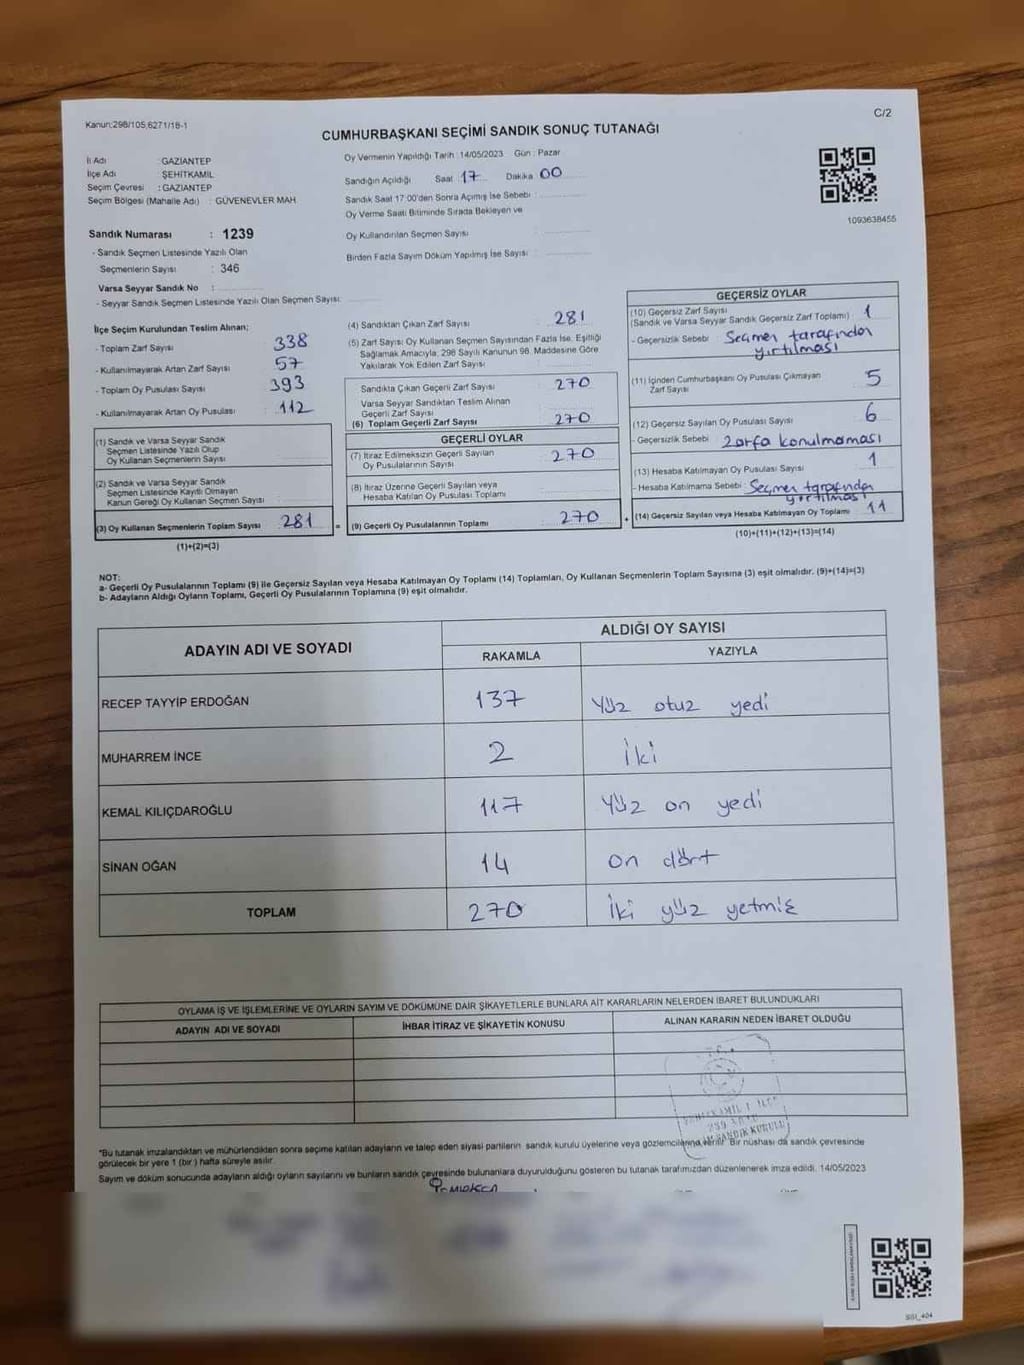 Kanun;298/105,6271/18-1
C/2
CUMHURBAŞKANI SEÇİMİ SANDIK SONUÇ TUTANAĞI
İl Adı : GAZİANTEP
İlçe Adı : ŞEHİTKAMİL
Seçim Çevresi : GAZİANTEP
Seçim Bölgesi (Mahalle Adı) : GÜVENEVLER MAH
Sandık Numarası : 1239
- Sandık Seçmen Listesinde Yazılı Olan
Seçmenlerin Sayısı : 346
Varsa Seyyar Sandık No :
- Seyyar Sandık Seçmen Listesinde Yazılı Olan Seçmen Sayısı:
Oy Vermenin Yapıldığı Tarih :14/05/2023 Gün : Pazar
Sandığın Açıldığı Saat 17 Dakika 00
Sandık Saat 17:00'den Sonra Açımış İse Sebebi :
Oy Verme Saati Bitiminde Sırada Bekleyen ve
Oy Kullandırılan Seçmen Sayısı :
Birden Fazla Sayım Döküm Yapılmış İse Sayısı :
1093638455
İlçe Seçim Kurulundan Teslim Alınan;
- Toplam Zarf Sayısı : 338
- Kullanılmayarak Artan Zarf Sayısı : 57
- Toplam Oy Pusulası Sayısı : 393
- Kullanılmayarak Artan Oy Pusulası : 112
(1) Sandık ve Varsa Seyyar Sandık
Seçmen Listesinde Yazılı Olup
Oy Kullanan Seçmenlerin Sayısı :
(2) Sandık ve Varsa Seyyar Sandık
Seçmen Listesinde Kayıtlı Olmayan
Kanun Gereği Oy Kullanan Seçmen Sayısı :
(3) Oy Kullanan Seçmenlerin Toplam Sayısı : 281 =
(1)+(2)=(3)
(4) Sandıktan Çıkan Zarf Sayısı : 281
(5) Zarf Sayısı Oy Kullanan Seçmen Sayısından Fazla İse, Eşitliği
Sağlamak Amacıyla, 298 Sayılı Kanunun 98. Maddesine Göre
Yakılarak Yok Edilen Zarf Sayısı :
Sandıkta Çıkan Geçerli Zarf Sayısı : 270
Varsa Seyyar Sandıktan Teslim Alınan
Geçerli Zarf Sayısı :
(6) Toplam Geçerli Zarf Sayısı : 270
GEÇERLİ OYLAR
(7) İtiraz Edilmeksizin Geçerli Sayılan
Oy Pusulalarının Sayısı : 270
(8) İtiraz Üzerine Geçerli Sayılan veya
Hesaba Katılan Oy Pusulası Toplamı :
(9) Geçerli Oy Pusulalarının Toplamı : 270 +
GEÇERSİZ OYLAR
(10) Geçersiz Zarf Sayısı
(Sandık ve Varsa Seyyar Sandık Geçersiz Zarf Toplamı) : 1
- Geçersizlik Sebebi : Seçmen tarafından
yırtılması
(11) İçinden Cumhurbaşkanı Oy Pusulası Çıkmayan
Zarf Sayısı : 5
(12) Geçersiz Sayılan Oy Pusulası Sayısı : 6
- Geçersizlik Sebebi : zarfa konulmaması
(13) Hesaba Katılmayan Oy Pusulası Sayısı : 1
- Hesaba Katılmama Sebebi : Seçmen tarafından
yırtılması
(14) Geçersiz Sayılan veya Hesaba Katılmayan Oy Toplamı : 11
(10)+(11)+(12)+(13)=(14)
NOT:
a- Geçerli Oy Pusulalarının Toplamı (9) ile Geçersiz Sayılan veya Hesaba Katılmayan Oy Toplamı (14) Toplamları, Oy Kullanan Seçmenlerin Toplam Sayısına (3) eşit olmalıdır. (9)+(14)=(3)
b- Adayların Aldığı Oyların Toplamı, Geçerli Oy Pusulalarının Toplamına (9) eşit olmalıdır.
ADAYIN ADI VE SOYADI
ALDIĞI OY SAYISI
RAKAMLA YAZIYLA
RECEP TAYYİP ERDOĞAN 137 Yüz otuz yedi
MUHARREM İNCE 2 İki
KEMAL KILIÇDAROĞLU 117 Yüz on yedi
SİNAN OĞAN 14 on dört
TOPLAM 270 İki yüz yetmiş
OYLAMA İŞ VE İŞLEMLERİNE VE OYLARIN SAYIM VE DÖKÜMÜNE DAİR ŞİKAYETLERLE BUNLARA AİT KARARLARIN NELERDEN İBARET BULUNDUKLARI
ADAYIN ADI VE SOYADI İHBAR İTİRAZ VE ŞİKAYETİN KONUSU ALINAN KARARIN NEDEN İBARET OLDUĞU
SANDIK KURULU
*Bu tutanak imzalandıktan ve mühürlendikten sonra seçime katılan adayların ve talep eden siyasi partilerin sandık kurulu üyelerine veya gözlemcilerine verilir. Bir nüshası da sandık çevresinde
görülecek bir yere 1 (bir ) hafta süreyle asılır.
Sayım ve döküm sonucunda adayların aldığı oyların sayılarını ve bunların sandık çevresinde bulunanlara duyurulduğunu gösteren bu tutanak tarafımızdan düzenlenerek imza edildi. 14/05/2023